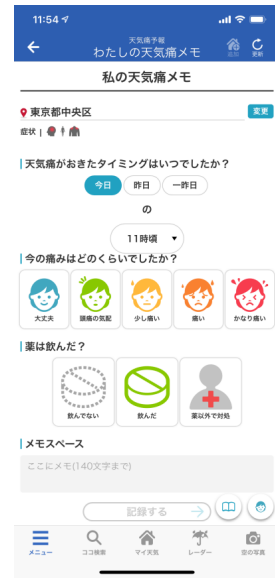 11:54
天気痛予報
わたしの天気痛メモ
追加
更新
私の天気痛メモ
東京都中央区
変更
症状 |
天気痛がおきたタイミングはいつでしたか？
今日 昨日 一昨日
の
11時頃 ▼
今の痛みはどのくらいでしたか？
大丈夫 頭痛の気配 少し痛い 痛い かなり痛い
薬は飲んだ？
飲んでない 飲んだ 薬以外で対処
メモスペース
ここにメモ(140文字まで)
記録する
メニュー ココ検索 マイ天気 レーダー 空の写真